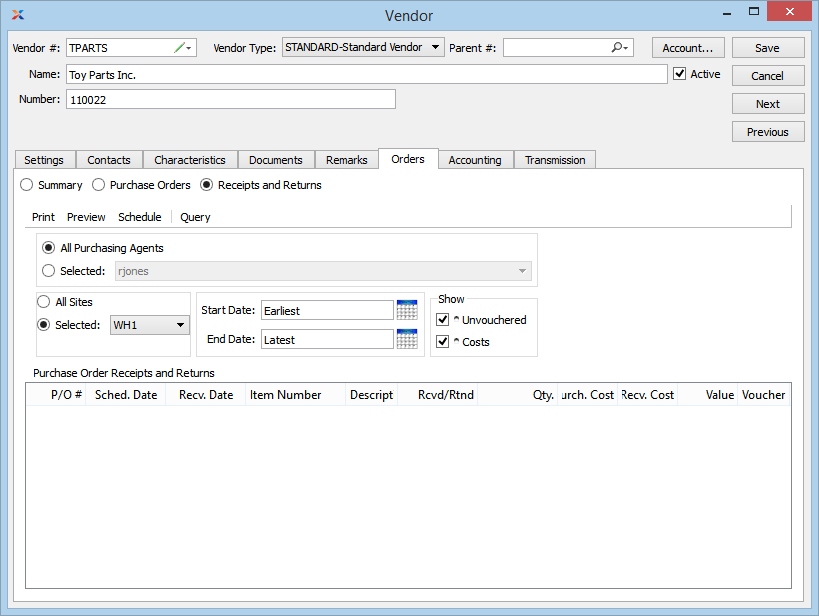 Vendor
Vendor #: TPARTS Vendor Type: STANDARD-Standard Vendor Parent #: Account... Save
Name: Toy Parts Inc. Active Cancel
Number: 110022 Next
Previous
Settings Contacts Characteristics Documents Remarks Orders Accounting Transmission
Summary Purchase Orders Receipts and Returns
Print Preview Schedule Query
All Purchasing Agents
Selected: rjones
All Sites
Selected: WH1
Start Date: Earliest
End Date: Latest
Show
^ Unvouchered
^ Costs
Purchase Order Receipts and Returns
P/O # Sched. Date Recv. Date Item Number Descript Rcvd/Rtnd Qty. urch. Cost Recv. Cost Value Voucher